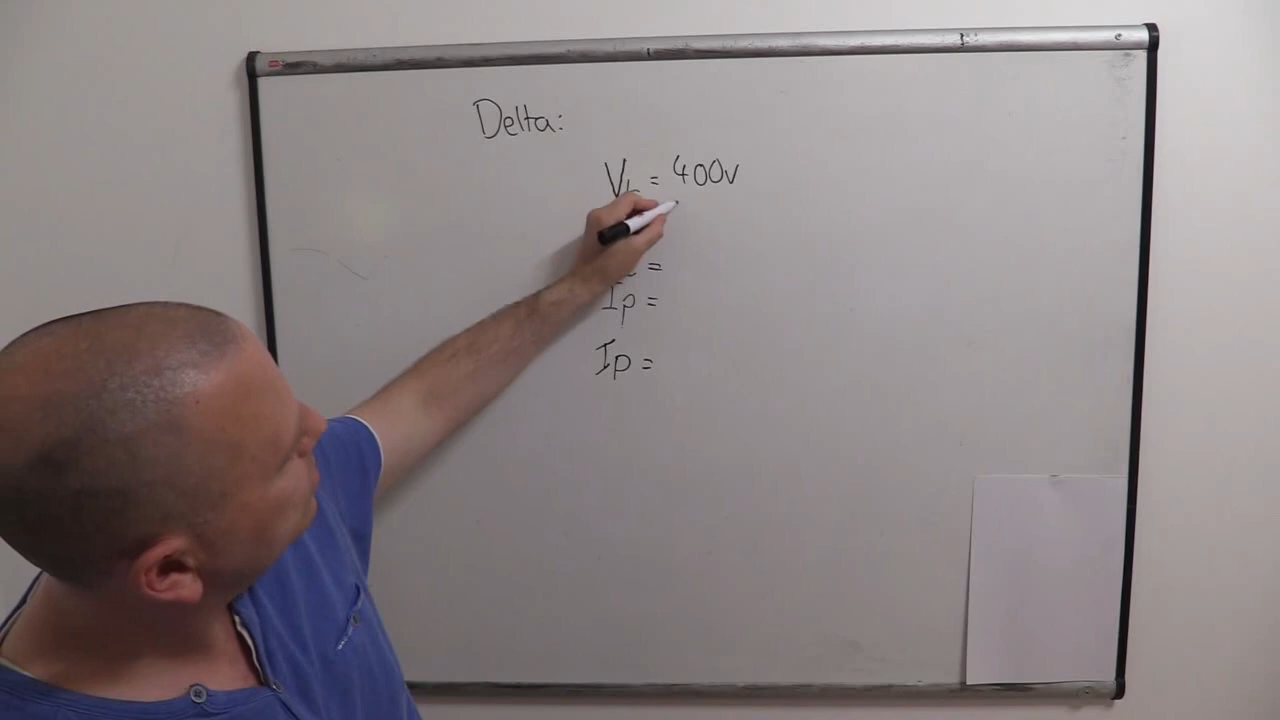 Delta:
VL = 400v
=
Ip =
Ip =